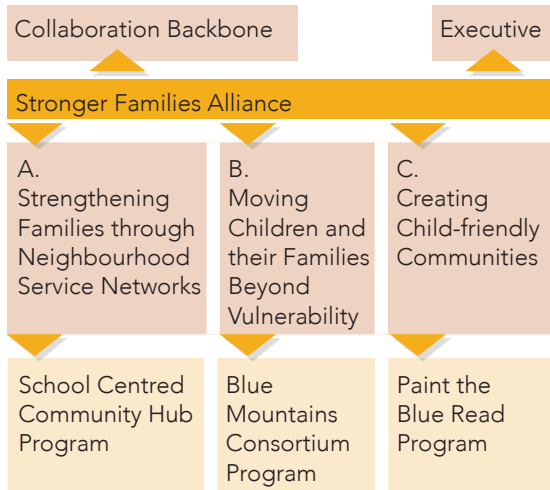 Collaboration Backbone
Executive
Stronger Families Alliance
A.
Strengthening
Families through
Neighbourhood
Service Networks
B.
Moving
Children and
their Families
Beyond
Vulnerability
C.
Creating
Child-friendly
Communities
School Centred
Community Hub
Program
Blue
Mountains
Consortium
Program
Paint the
Blue Read
Program